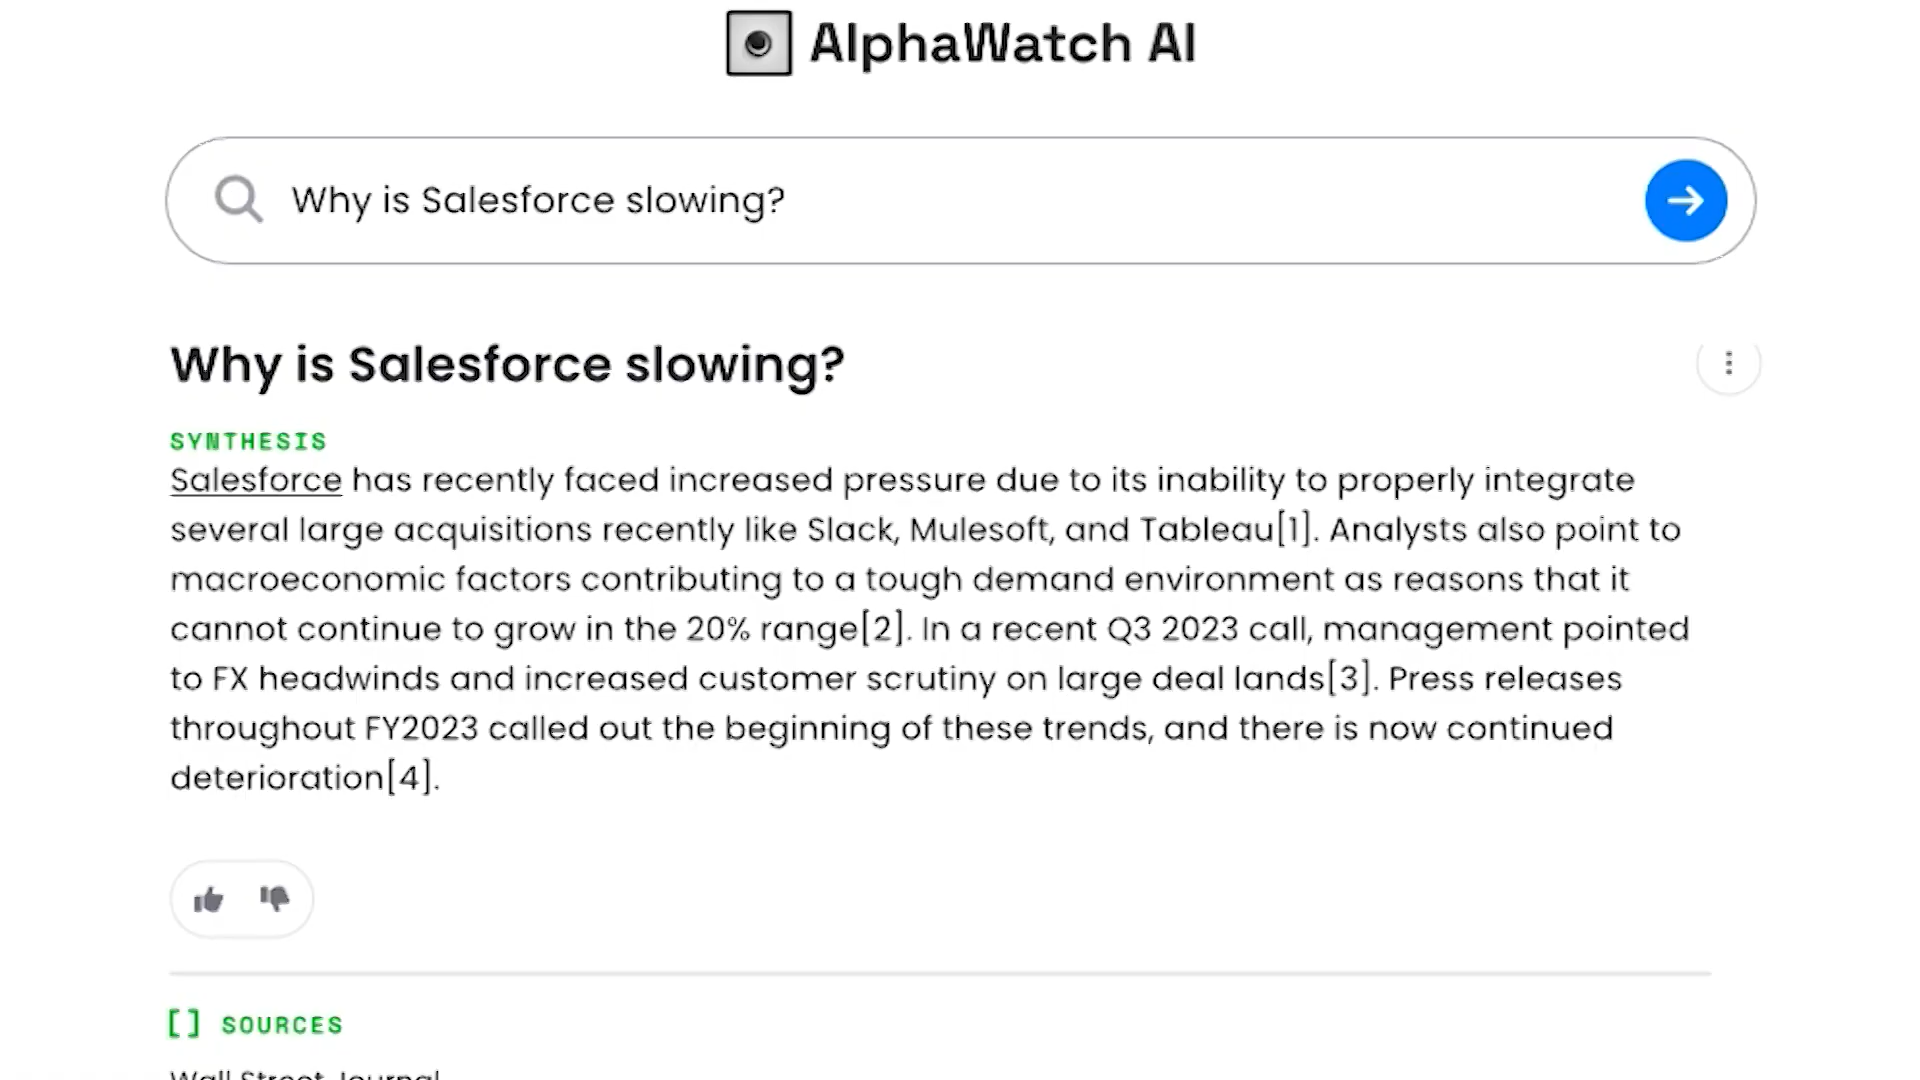 AlphaWatch AI
Why is Salesforce slowing?
Why is Salesforce slowing?
SYNTHESIS
Salesforce has recently faced increased pressure due to its inability to properly integrate
several large acquisitions recently like Slack, Mulesoft, and Tableau[1]. Analysts also point to
macroeconomic factors contributing to a tough demand environment as reasons that it
cannot continue to grow in the 20% range[2]. In a recent Q3 2023 call, management pointed
to FX headwinds and increased customer scrutiny on large deal lands[3]. Press releases
throughout FY2023 called out the beginning of these trends, and there is now continued
deterioration[4].
[] SOURCES
Wall Street Journal